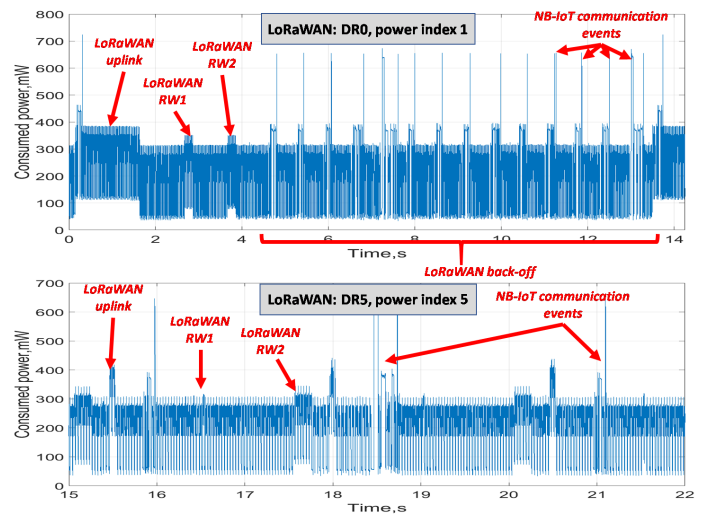 LoRaWAN: DR0, power index 1
NB-IoT communication
events
LoRaWAN
uplink
LoRaWAN
RW1
LoRaWAN
RW2
Consumed power,mW
800
700
600
500
400
300
200
100
0
0 2 4 6 8 10 12 14
Time,s
LoRaWAN back-off
LoRaWAN: DR5, power index 5
LoRaWAN
uplink
LoRaWAN
RW1
LoRaWAN
RW2
NB-IoT communication
events
Consumed power,mW
700
600
500
400
300
200
100
0
15 16 17 18 19 20 21 22
Time,s